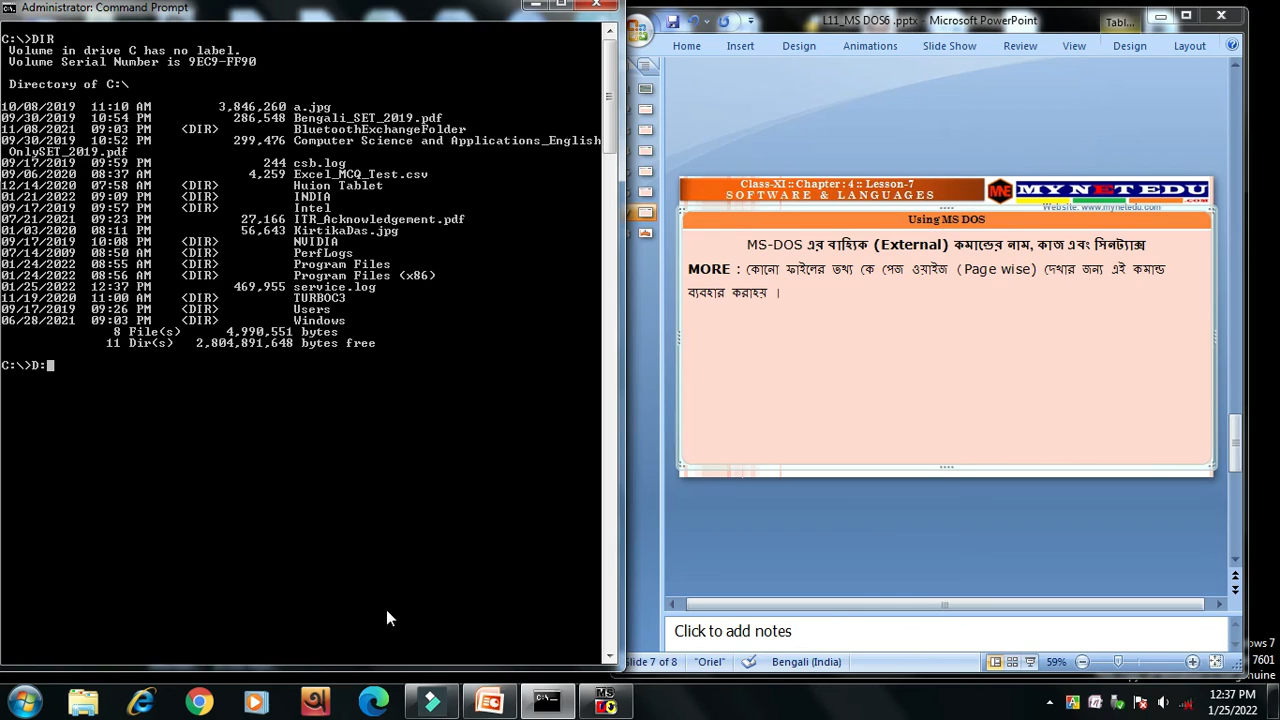 Administrator: Command Prompt
C:\>DIR
Volume in drive C has no label.
Volume Serial Number is 9EC9-FF90
Directory of C:\
10/08/2019 11:10 AM 3,846,260 a.jpg
09/30/2019 10:54 PM 286,548 Bengali_SET_2019.pdf
11/08/2021 09:03 PM <DIR> BluetoothExchangeFolder
09/30/2019 10:52 PM 299,476 Computer Science and Applications_English
OnlySET_2019.pdf
09/17/2019 09:59 PM 244 csb.log
09/06/2020 08:37 AM 4,259 Excel_MCQ_Test.csv
12/14/2020 07:58 AM <DIR> Huion Tablet
01/21/2022 09:09 PM <DIR> INDIA
09/17/2019 09:57 PM <DIR> Intel
07/21/2021 09:23 PM 27,166 ITR_Acknowledgement.pdf
01/03/2020 08:11 PM 56,643 KirtikaDas.jpg
09/17/2019 10:08 PM <DIR> NVIDIA
07/14/2009 08:50 AM <DIR> PerfLogs
01/24/2022 08:55 AM <DIR> Program Files
01/24/2022 08:56 AM <DIR> Program Files (x86)
01/25/2022 12:37 PM 469,955 service.log
11/19/2020 11:00 AM <DIR> TURBOC3
09/17/2019 09:26 PM <DIR> Users
06/28/2021 09:03 PM <DIR> Windows
8 File(s) 4,990,551 bytes
11 Dir(s) 2,804,891,648 bytes free
C:\>D:
L11_MS DOS6 .pptx - Microsoft PowerPoint
Tabl...
Home Insert Design Animations Slide Show Review View Design Layout
Class-XI :: Chapter : 4 :: Lesson-7
SOFTWARE & LANGUAGES
MNE
MYNETEDU
.COM
Website: www.mynetedu.com
Using MS DOS
MS-DOS এর বাহ্যিক (External) কমান্ডের নাম, কাজ এবং সিনট্যাক্স
MORE : কোনো ফাইলের তথ্য কে পেজ ওয়াইজ (Page wise) দেখার জন্য এই কমান্ড
ব্যবহার করাহয় ।
Click to add notes
Slide 7 of 8 "Oriel" Bengali (India) 59%
ows 7
7601
enuine
MS
12:37 PM
1/25/2022